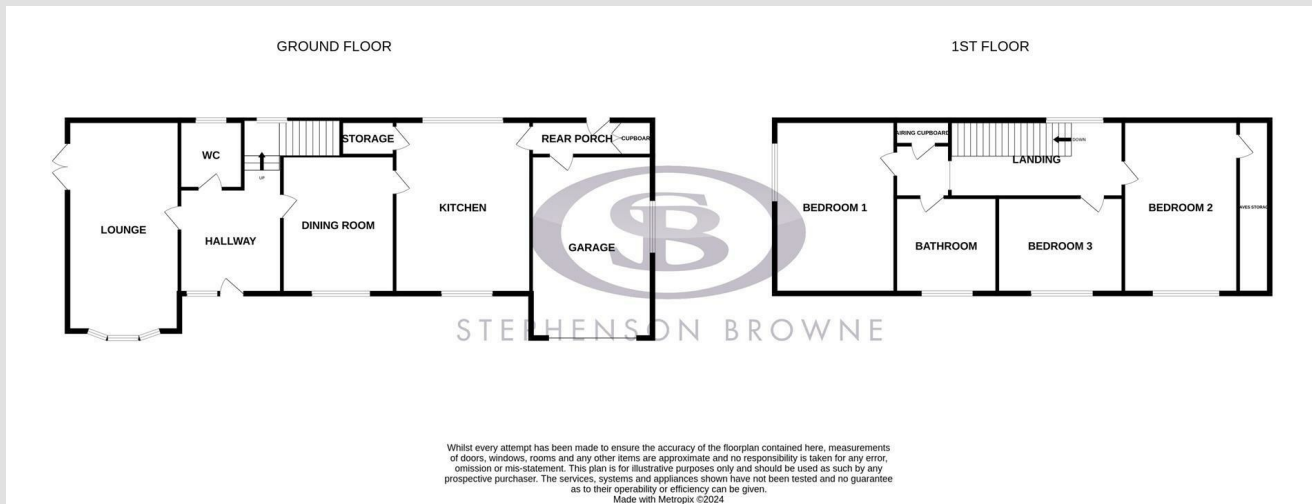 GROUND FLOOR
1ST FLOOR
LOUNGE
WC
HALLWAY
UP
STORAGE
DINING ROOM
KITCHEN
REAR PORCH
CUPBOAR
GARAGE
BEDROOM 1
AIRING CUPBOARD
LANDING
DOWN
BATHROOM
BEDROOM 3
BEDROOM 2
AVES STORAG
SB
STEPHENSON BROWNE
Whilst every attempt has been made to ensure the accuracy of the floorplan contained here, measurements
of doors, windows, rooms and any other items are approximate and no responsibility is taken for any error,
omission or mis-statement. This plan is for illustrative purposes only and should be used as such by any
prospective purchaser. The services, systems and appliances shown have not been tested and no guarantee
as to their operability or efficiency can be given.
Made with Metropix ©2024